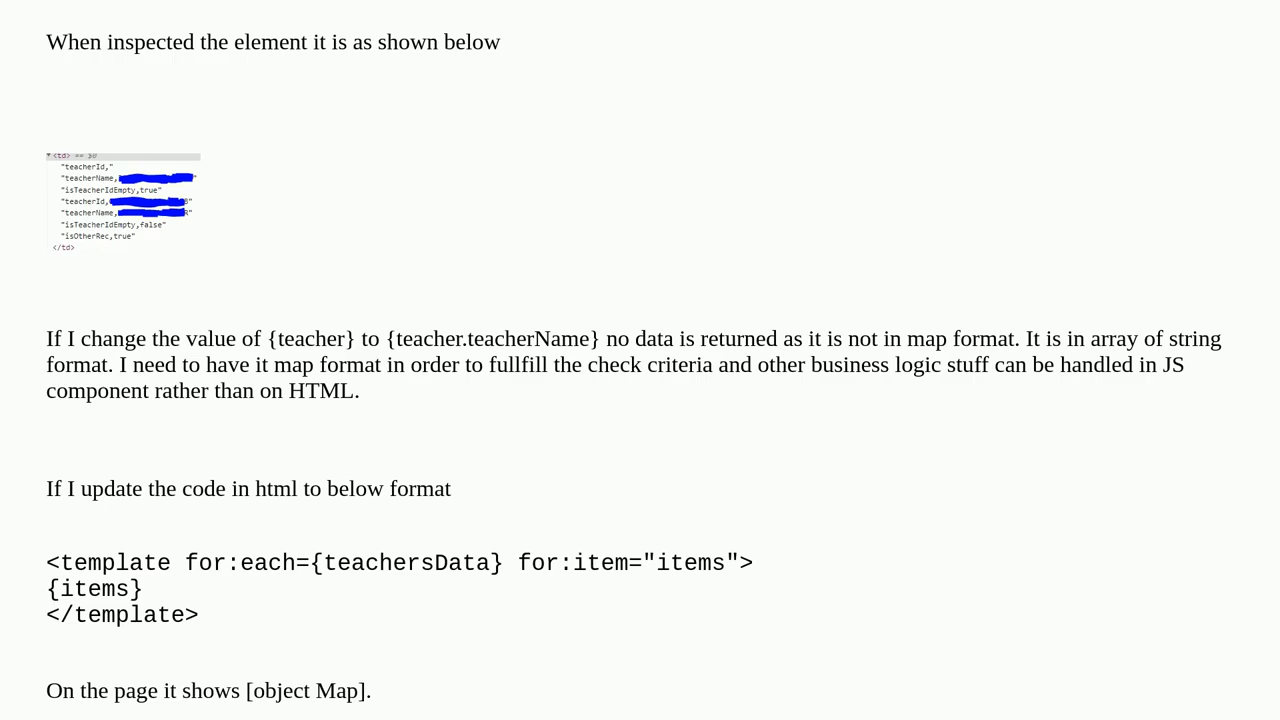 When inspected the element it is as shown below
<td> == $0
"teacherId,"
"teacherName, "
"isTeacherIdEmpty,true"
"teacherId, 8"
"teacherName, R"
"isTeacherIdEmpty,false"
"isOtherRec,true"
</td>
If I change the value of {teacher} to {teacher.teacherName} no data is returned as it is not in map format. It is in array of string
format. I need to have it map format in order to fullfill the check criteria and other business logic stuff can be handled in JS
component rather than on HTML.
If I update the code in html to below format
<template for:each={teachersData} for:item="items">
{items}
</template>
On the page it shows [object Map].